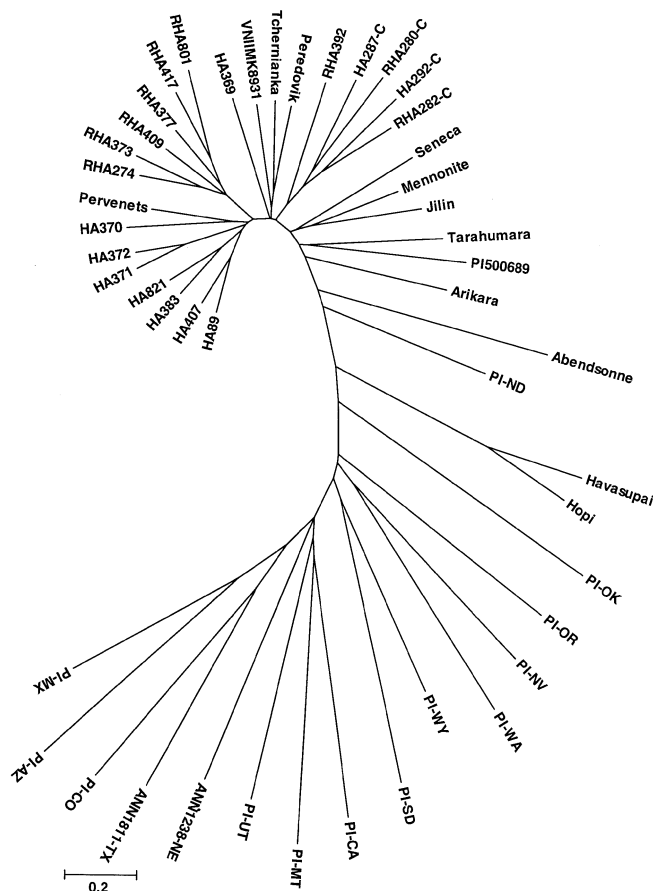 RHA801
RHA417
RHA377
RHA409
RHA373
RHA274
Pervenets
HA370
HA372
HA371
HA821
HA383
HA407
HA89
HA369
VNIIMK8931
Tchernianka
Peredovik
RHA392
HA287-C
RHA280-C
HA292-C
RHA282-C
Seneca
Mennonite
Jilin
Tarahumara
PI500689
Arikara
Abendsonne
PI-ND
Havasupai
Hopi
PI-OK
PI-OR
PI-NV
PI-WA
PI-WY
PI-SD
PI-CA
PI-MT
PI-UT
ANN1238-NE
ANN1811-TX
PI-CO
PI-AZ
PI-MX
0.2